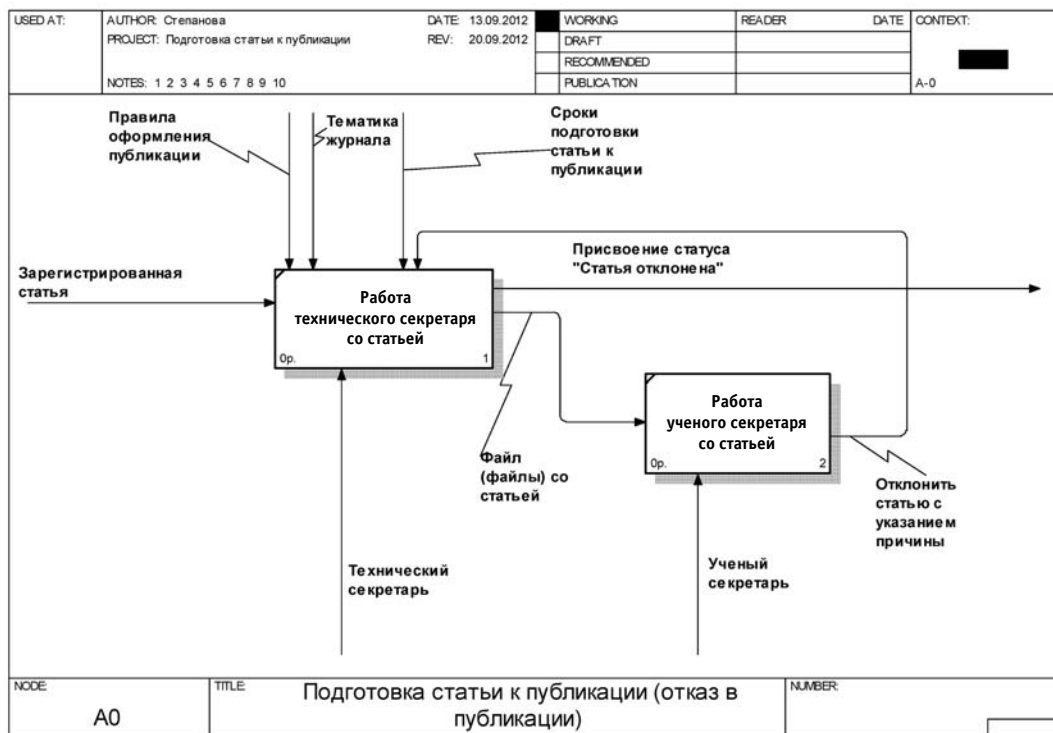 USED AT:
AUTHOR: Степанова
DATE: 13.09.2012
PROJECT: Подготовка статьи к публикации
REV: 20.09.2012
NOTES: 1 2 3 4 5 6 7 8 9 10
WORKING
DRAFT
RECOMMENDED
PUBLICATION
READER
DATE
CONTEXT:
A-0
Правила
оформления
публикации
Тематика
журнала
Сроки
подготовки
статьи к
публикации
Зарегистрированная
статья
Присвоение статуса
"Статья отклонена"
Работа
технического секретаря
со статьей
0р.
1
Работа
ученого секретаря
со статьей
0р.
2
Файл
(файлы) со
статьей
Отклонить
статью с
указанием
причины
Технический
секретарь
Ученый
секретарь
NODE:
A0
TITLE:
Подготовка статьи к публикации (отказ в
публикации)
NUMBER: